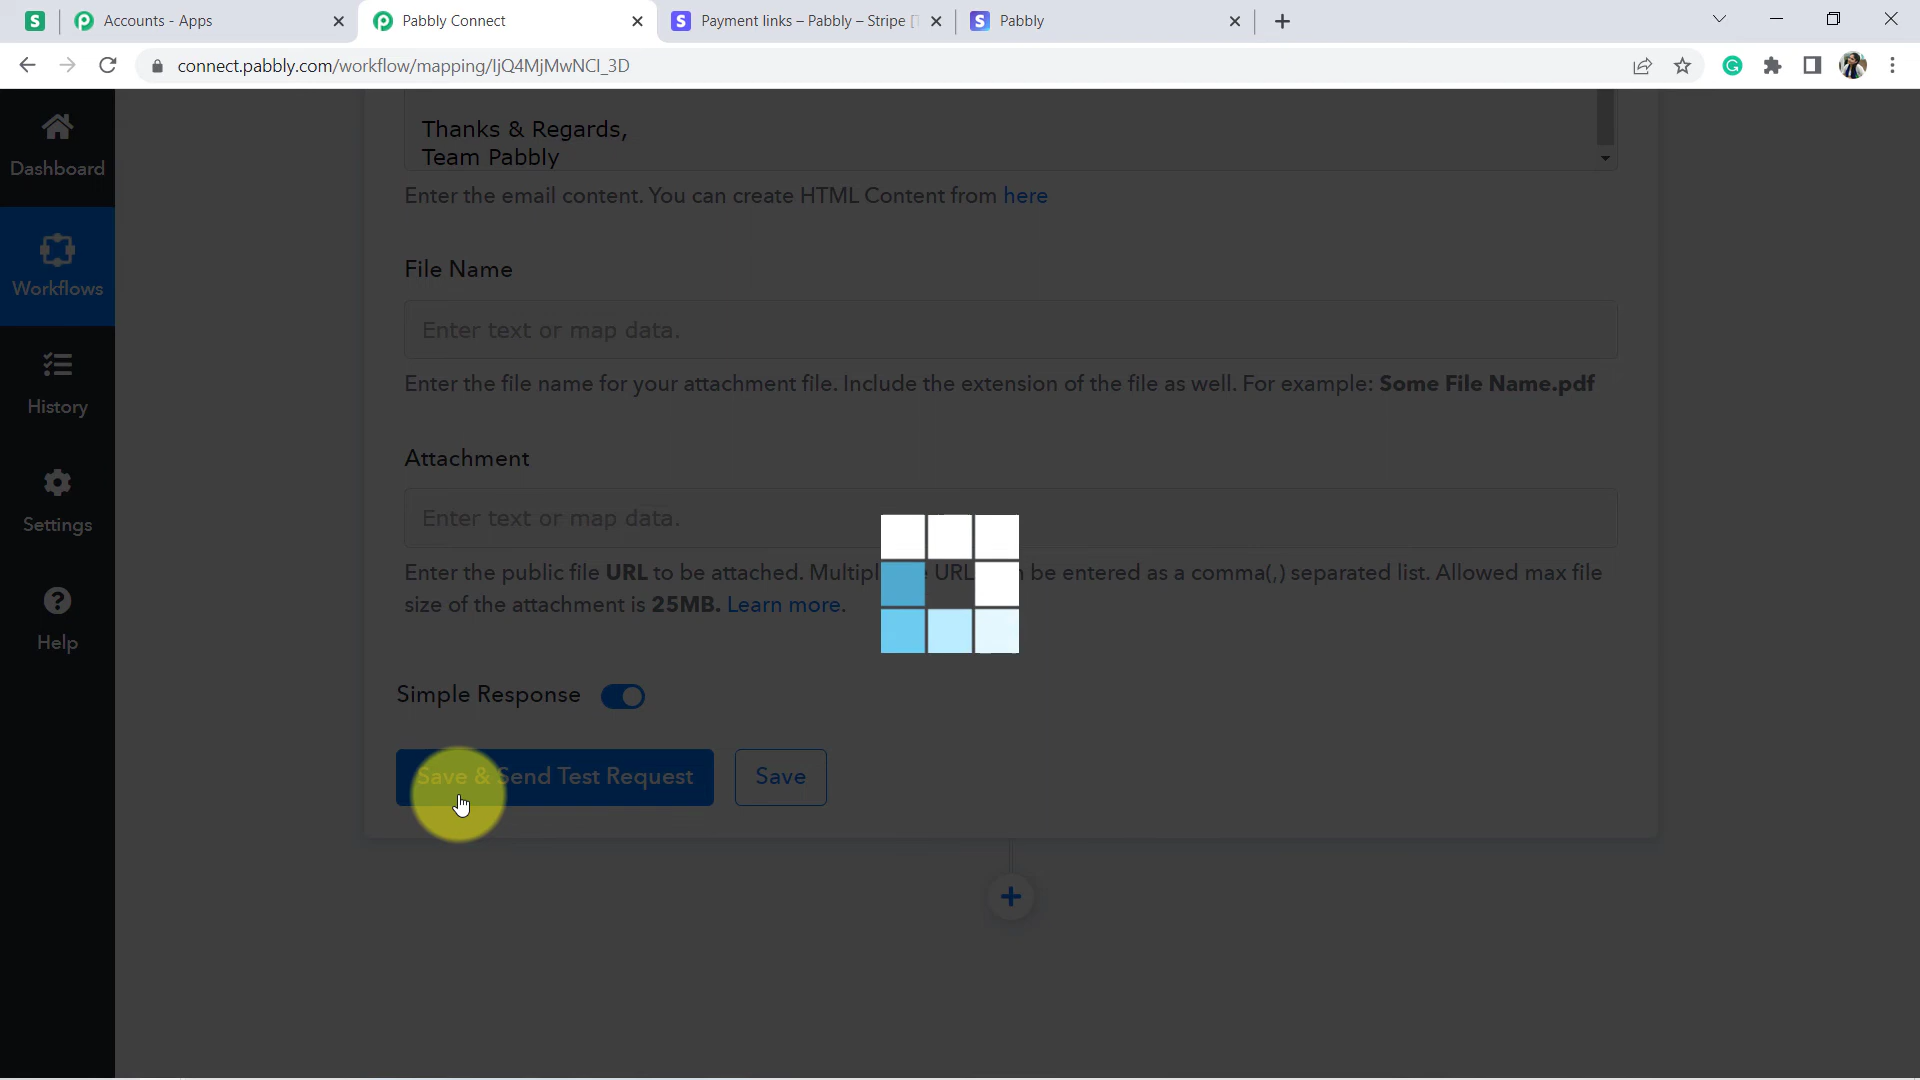 Accounts - Apps
Pabbly Connect
Payment links – Pabbly – Stripe [
Pabbly
connect.pabbly.com/workflow/mapping/IjQ4MjMwNCI_3D
Dashboard
Workflows
History
Settings
Help
Thanks & Regards,
Team Pabbly
Enter the email content. You can create HTML Content from here
File Name
Enter text or map data.
Enter the file name for your attachment file. Include the extension of the file as well. For example: Some File Name.pdf
Attachment
Enter text or map data.
Enter the public file URL to be attached. URL be entered as a comma(,) separated list. Allowed max file
size of the attachment is 25MB. Learn more.
Simple Response
Save & Send Test Request
Save